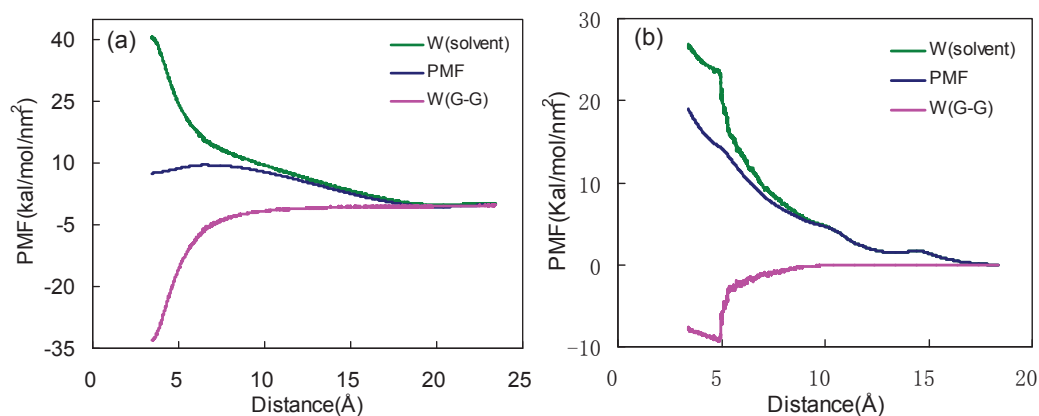 (a)
W(solvent)
PMF
W(G-G)
PMF(kal/mol/nm²)
40
25
10
-5
-20
-35
0
5
10
15
20
25
Distance(Å)
(b)
W(solvent)
PMF
W(G-G)
PMF(Kal/mol/nm²)
30
20
10
0
-10
0
5
10
15
20
Distance(Å)